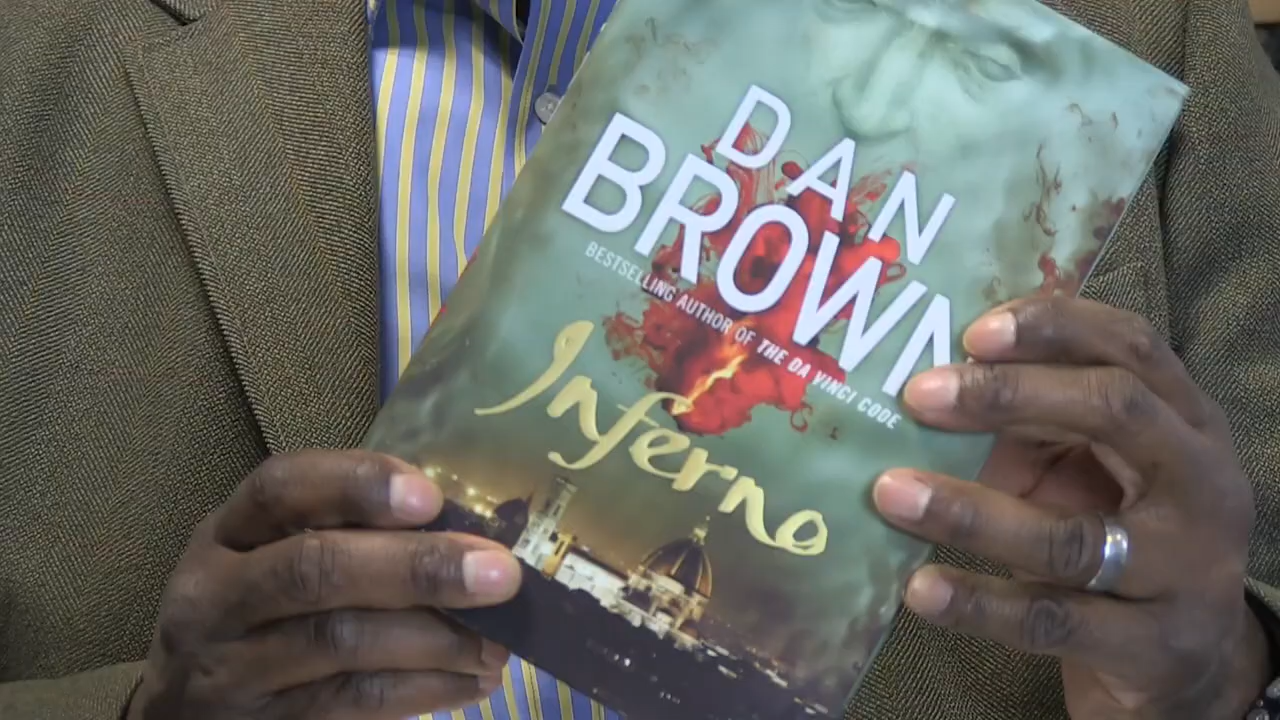 DAN
BROWN
BESTSELLING AUTHOR OF THE DA VINCI CODE
Inferno